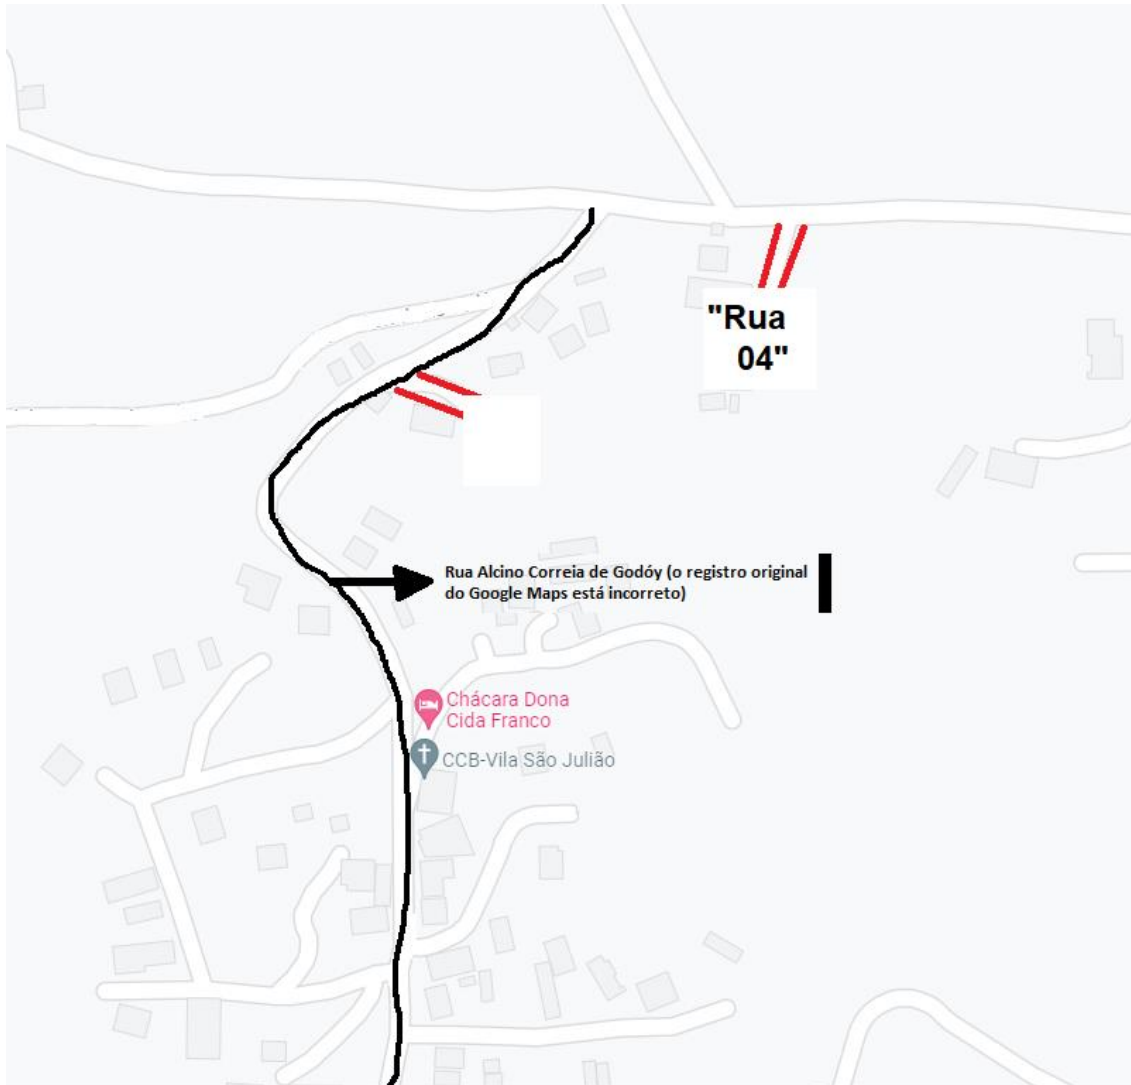 "Rua
04"
Rua Alcino Correia de Godóy (o registro original
do Google Maps está incorreto)
Chácara Dona
Cida Franco
CCB-Vila São Julião